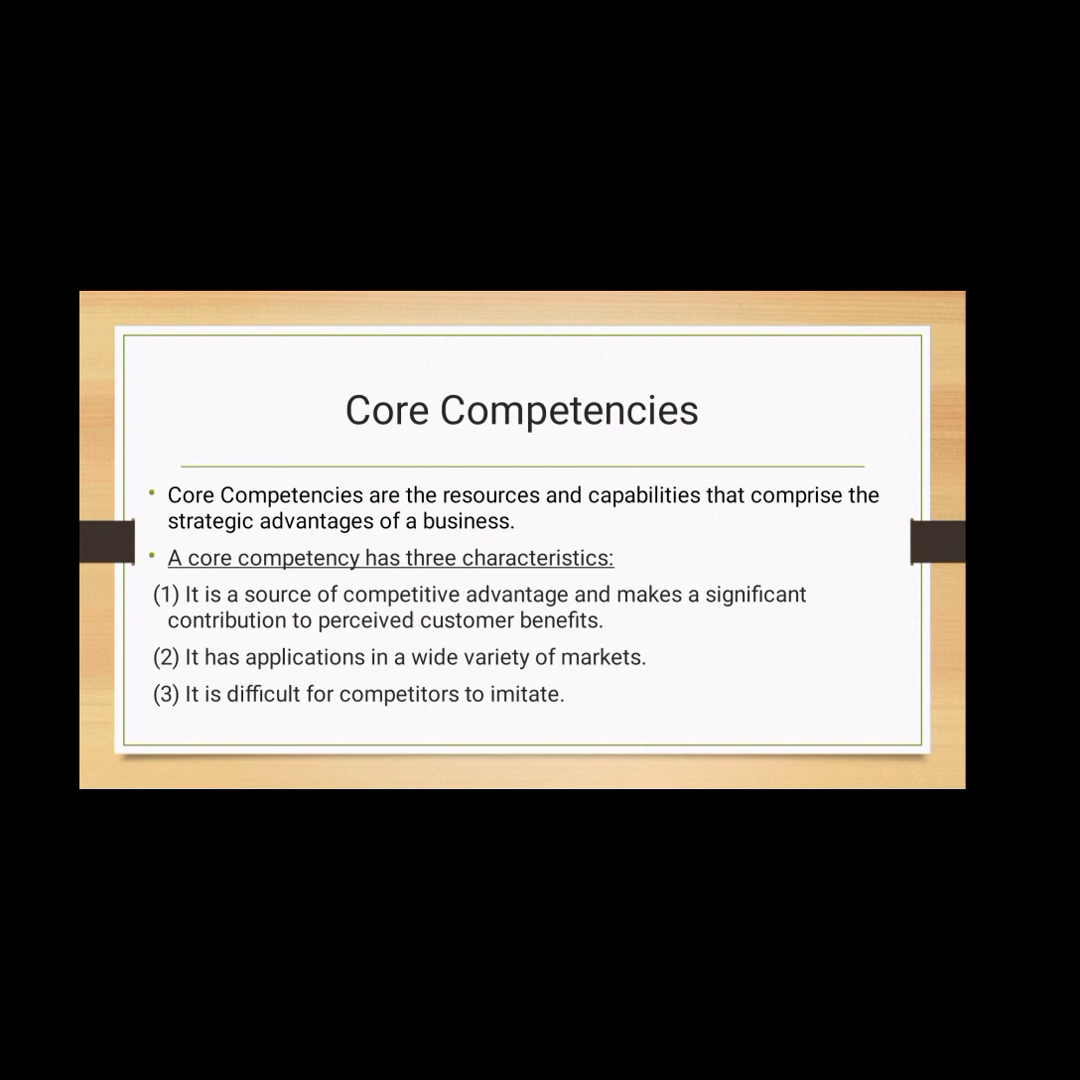 Core Competencies
• Core Competencies are the resources and capabilities that comprise the
strategic advantages of a business.
• A core competency has three characteristics:
(1) It is a source of competitive advantage and makes a significant
contribution to perceived customer benefits.
(2) It has applications in a wide variety of markets.
(3) It is difficult for competitors to imitate.